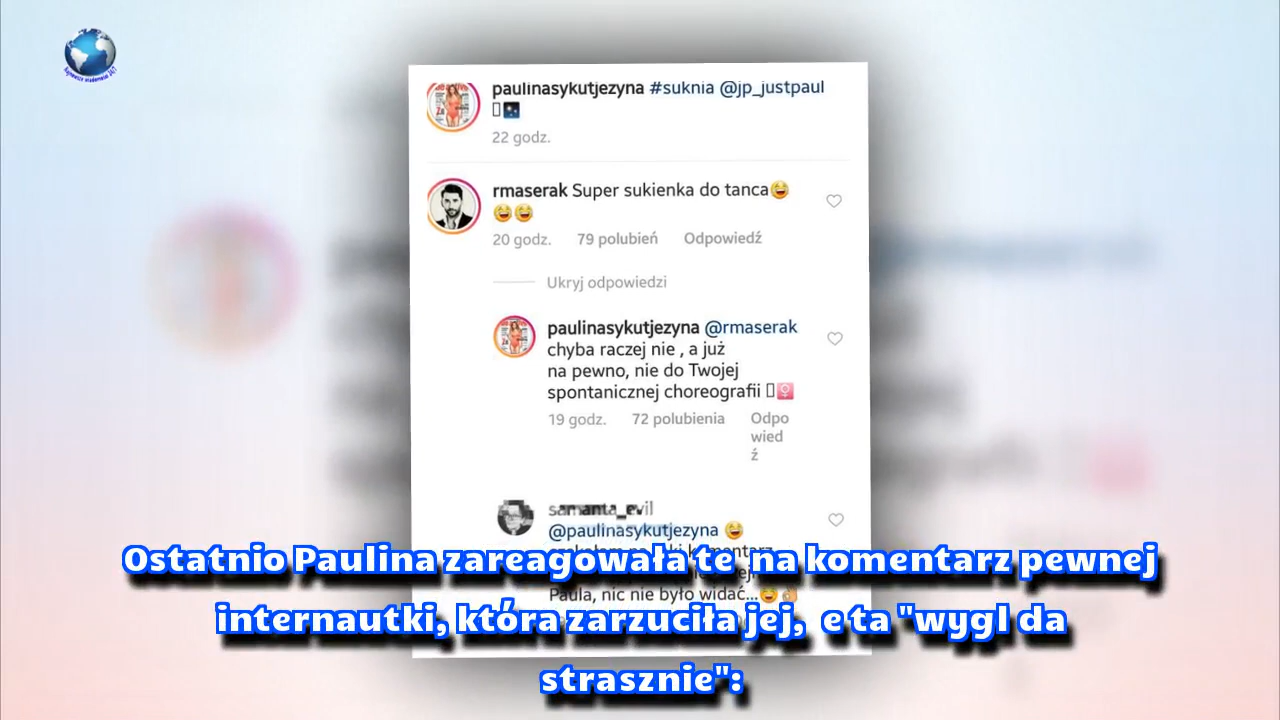 paulinasykutjezyna #suknia @jp_justpaul
22 godz.
rmaserak Super sukienka do tanca😂
😂😂
20 godz. 79 polubień Odpowiedź
Ukryj odpowiedzi
paulinasykutjezyna @rmaserak
chyba raczej nie , a już
na pewno, nie do Twojej
spontanicznej choreografii
19 godz. 72 polubienia Odpo
wied
ź
samanta_evil
@paulinasykutjezyna 😂
komentarz
Paula, nic nie było widać...😂👌
Ostatnio Paulina zareagowała te na komentarz pewnej
internautki, która zarzuciła jej, e ta "wygl da
strasznie":